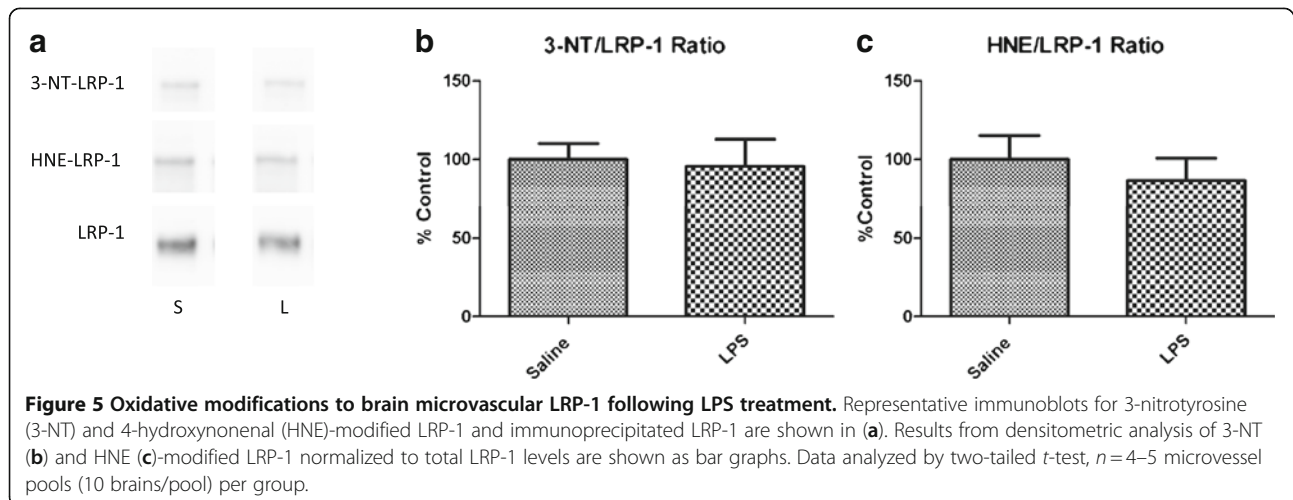 a
3-NT-LRP-1
HNE-LRP-1
LRP-1
S L
b
3-NT/LRP-1 Ratio
% Control
150
100
50
0
Saline
LPS
c
HNE/LRP-1 Ratio
%Control
150
100
50
0
Saline
LPS
Figure 5 Oxidative modifications to brain microvascular LRP-1 following LPS treatment. Representative immunoblots for 3-nitrotyrosine
(3-NT) and 4-hydroxynonenal (HNE)-modified LRP-1 and immunoprecipitated LRP-1 are shown in (a). Results from densitometric analysis of 3-NT
(b) and HNE (c)-modified LRP-1 normalized to total LRP-1 levels are shown as bar graphs. Data analyzed by two-tailed t-test, n = 4–5 microvessel
pools (10 brains/pool) per group.